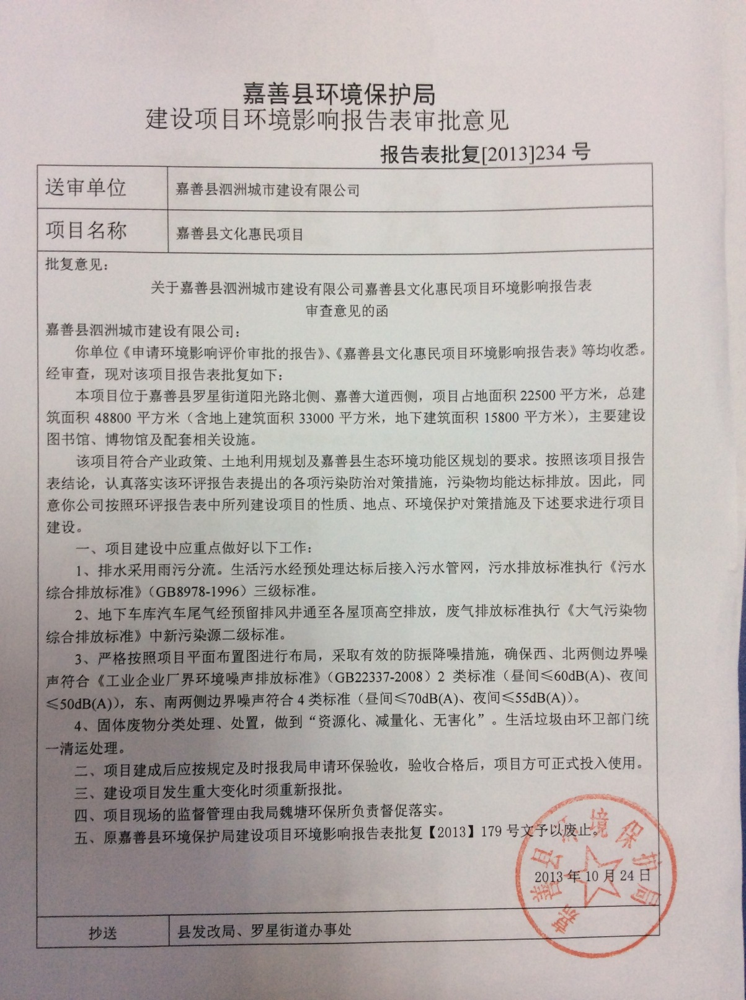 嘉善县环境保护局
建设项目环境影响报告表审批意见
报告表批复[2013]234 号
送审单位
嘉善县泗洲城市建设有限公司
项目名称
嘉善县文化惠民项目
批复意见：
关于嘉善县泗洲城市建设有限公司嘉善县文化惠民项目环境影响报告表
审查意见的函
嘉善县泗洲城市建设有限公司：
你单位《申请环境影响评价审批的报告》、《嘉善县文化惠民项目环境影响报告表》等均收悉。
经审查，现对该项目报告表批复如下：
本项目位于嘉善县罗星街道阳光路北侧、嘉善大道西侧，项目占地面积 22500 平方米，总建
筑面积 48800 平方米（含地上建筑面积 33000 平方米，地下建筑面积 15800 平方米），主要建设
图书馆、博物馆及配套相关设施。
该项目符合产业政策、土地利用规划及嘉善县生态环境功能区规划的要求。按照该项目报告
表结论，认真落实该环评报告表提出的各项污染防治对策措施，污染物均能达标排放。因此，同
意你公司按照环评报告表中所列建设项目的性质、地点、环境保护对策措施及下述要求进行项目
建设。
一、项目建设中应重点做好以下工作：
1、排水采用雨污分流。生活污水经预处理达标后接入污水管网，污水排放标准执行《污水
综合排放标准》（GB8978-1996）三级标准。
2、地下车库汽车尾气经预留排风井通至各屋顶高空排放，废气排放标准执行《大气污染物
综合排放标准》中新污染源二级标准。
3、严格按照项目平面布置图进行布局，采取有效的防振降噪措施，确保西、北两侧边界噪
声符合《工业企业厂界环境噪声排放标准》（GB22337-2008）2 类标准（昼间≤60dB(A)、夜间
≤50dB(A)），东、南两侧边界噪声符合 4 类标准（昼间≤70dB(A)、夜间≤55dB(A)）。
4、固体废物分类处理、处置，做到“资源化、减量化、无害化”。生活垃圾由环卫部门统
一清运处理。
二、项目建成后应按规定及时报我局申请环保验收，验收合格后，项目方可正式投入使用。
三、建设项目发生重大变化时须重新报批。
四、项目现场的监督管理由我局魏塘环保所负责督促落实。
五、原嘉善县环境保护局建设项目环境影响报告表批复【2013】179 号文予以废止。
2013 年 10 月 24 日
嘉善县环境保护局
抄送
县发改局、罗星街道办事处